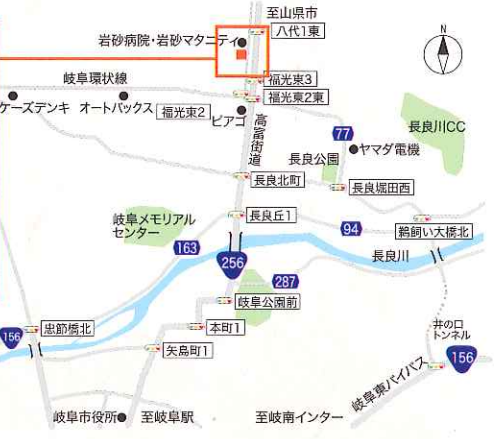 至山県市
八代1東
岩砂病院・岩砂マタニティ
N
岐阜環状線
福光東3
福光東2東
ケーズデンキ
オートバックス
福光東2
ピアゴ
高富街道
77
ヤマダ電機
長良川CC
長良公園
長良北町
長良堀田西
岐阜メモリアル
センター
長良丘1
94
鵜飼い大橋北
163
256
長良川
287
岐阜公園前
156
忠節橋北
本町1
矢島町1
井の口
トンネル
156
岐阜東バイパス
岐阜市役所
至岐阜駅
至岐南インター